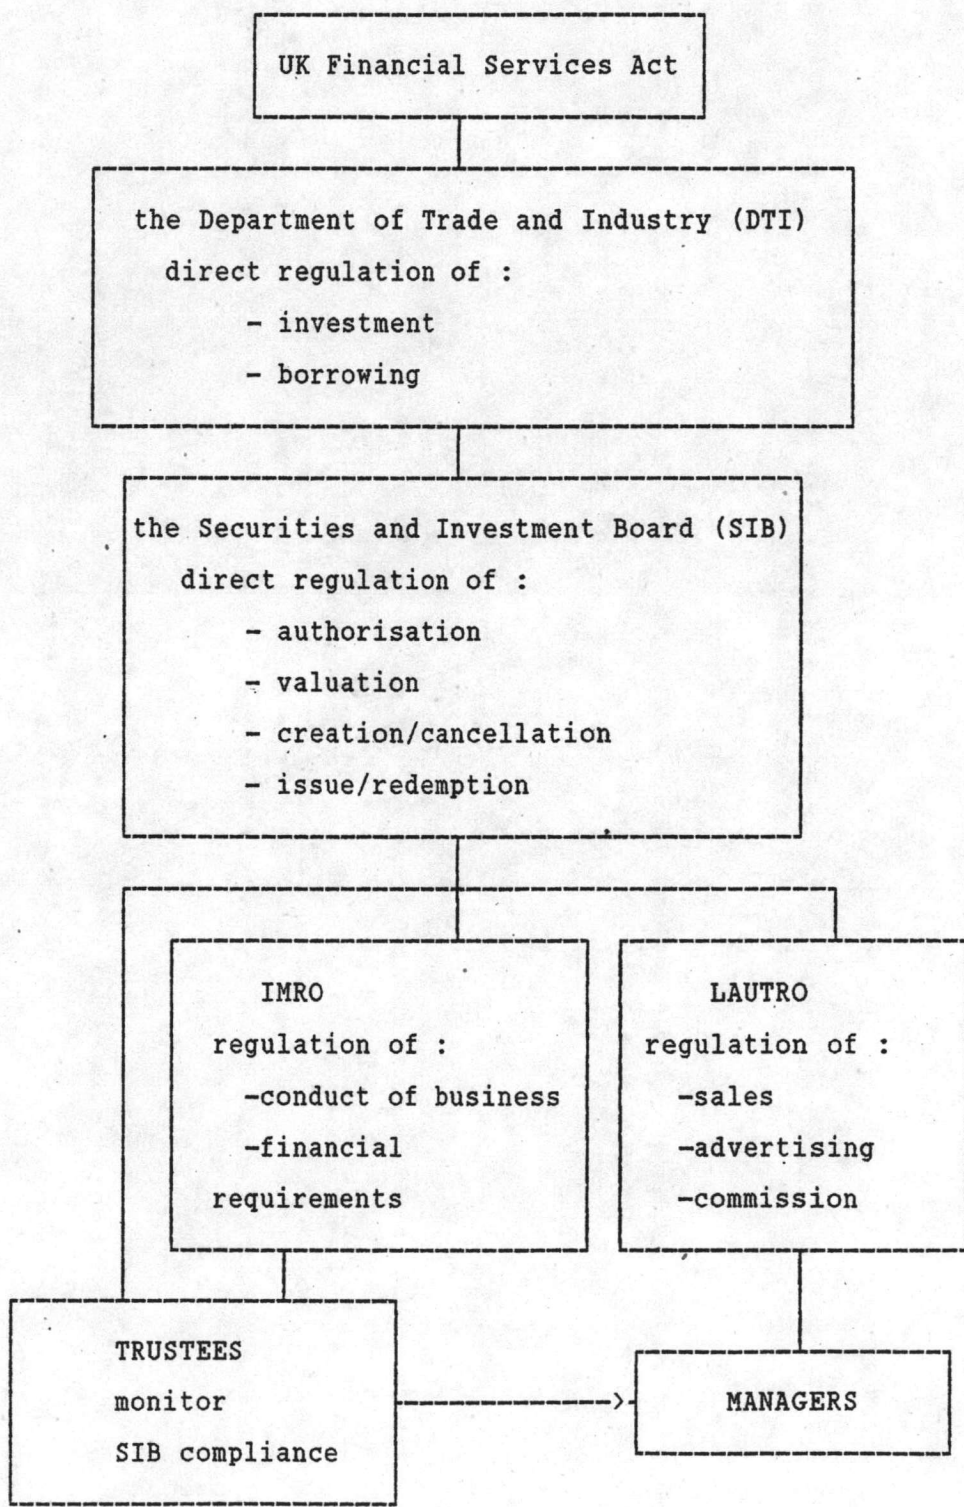 UK Financial Services Act
the Department of Trade and Industry (DTI)
direct regulation of :
- investment
- borrowing
the Securities and Investment Board (SIB)
direct regulation of :
- authorisation
- valuation
- creation/cancellation
- issue/redemption
IMRO
regulation of :
-conduct of business
-financial
requirements
LAUTRO
regulation of :
-sales
-advertising
-commission
TRUSTEES
monitor
SIB compliance
MANAGERS